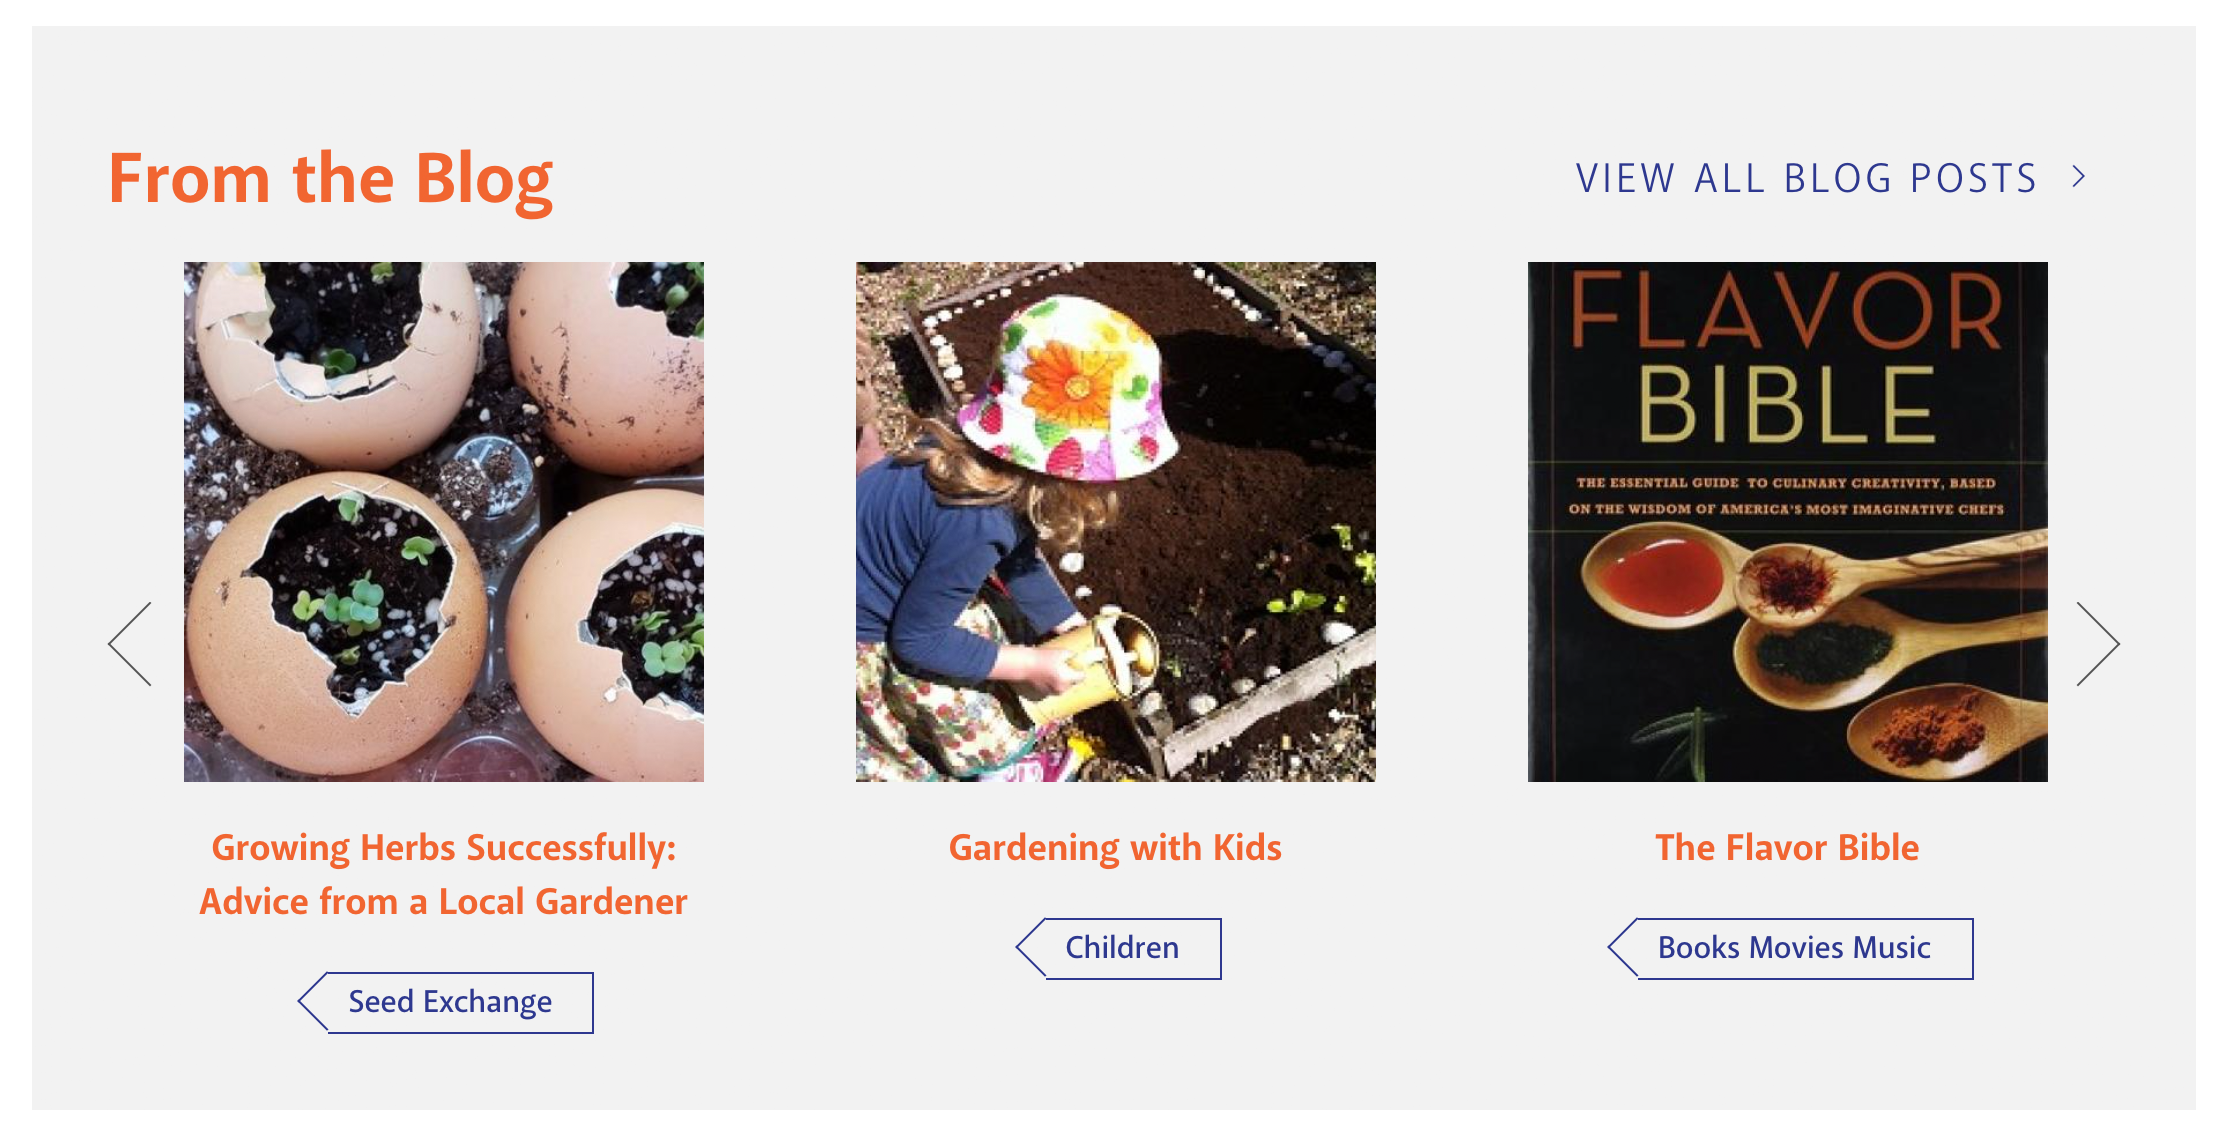 From the Blog
VIEW ALL BLOG POSTS
FLAVOR
BIBLE
THE ESSENTIAL GUIDE TO CULINARY CREATIVITY, BASED
ON THE WISDOM OF AMERICA'S MOST IMAGINATIVE CHEFS
Growing Herbs Successfully:
Advice from a Local Gardener
Seed Exchange
Gardening with Kids
Children
The Flavor Bible
Books Movies Music